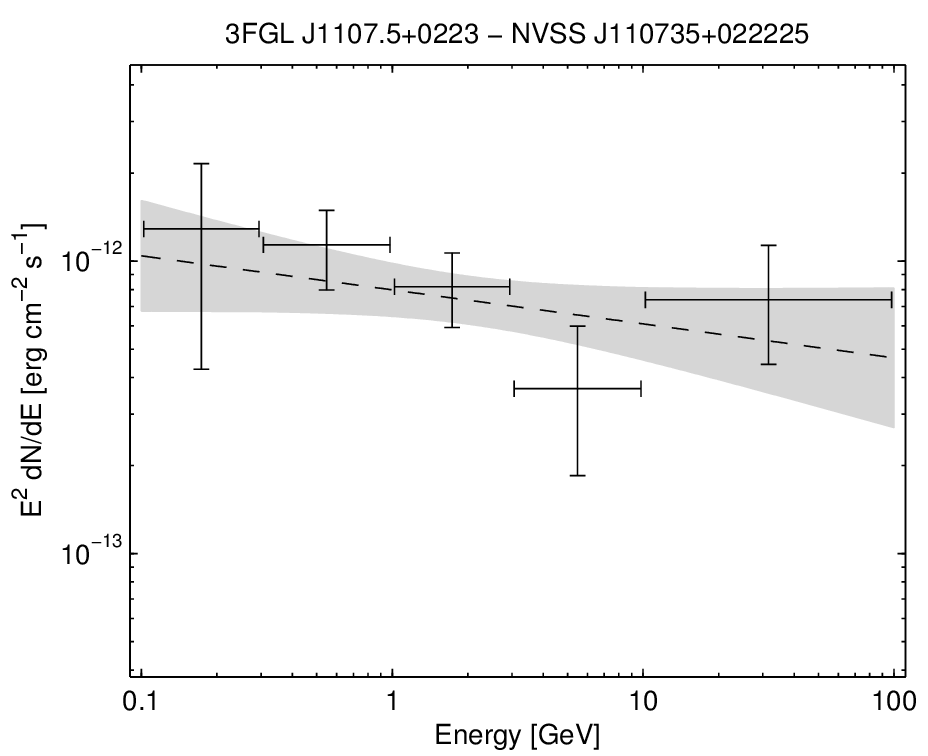 3FGL J1107.5+0223 − NVSS J110735+022225
E² dN/dE [erg cm⁻² s⁻¹]
10⁻¹²
10⁻¹³
0.1 1 10 100
Energy [GeV]